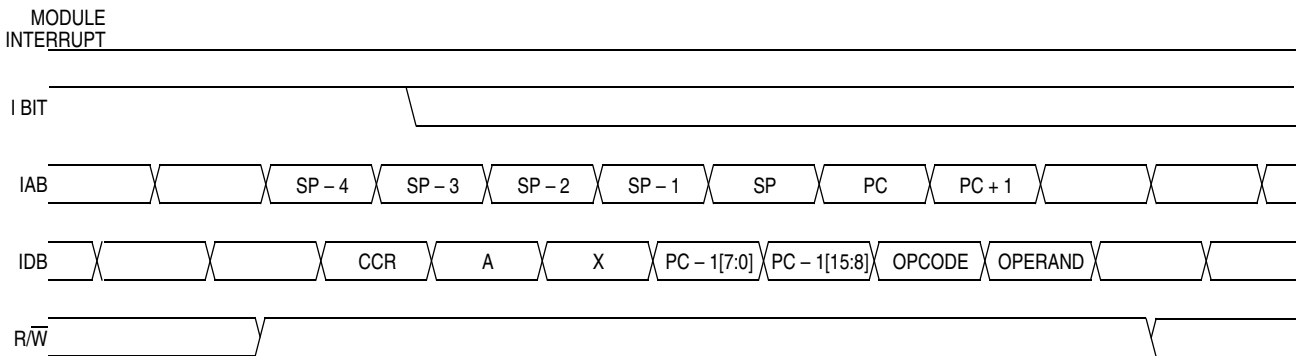 MODULE
INTERRUPT
I BIT
IAB SP – 4 SP – 3 SP – 2 SP – 1 SP PC PC + 1
IDB CCR A X PC – 1[7:0] PC – 1[15:8] OPCODE OPERAND
R/W̅